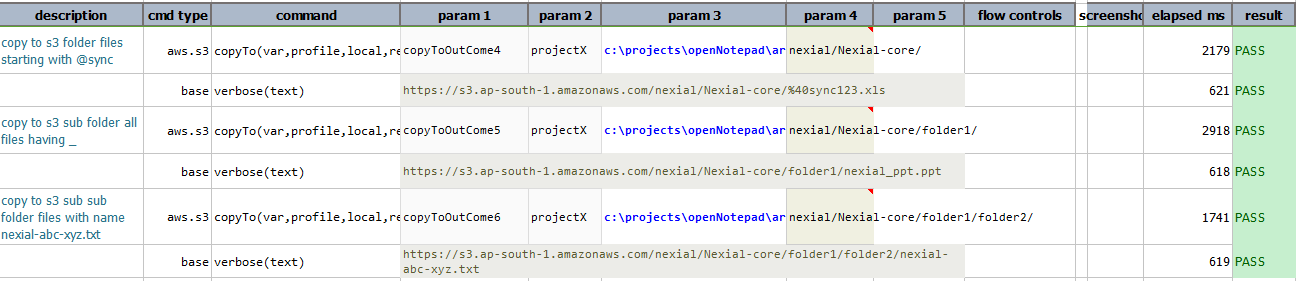 description cmd type command param 1 param 2 param 3 param 4 param 5 flow controls screensho elapsed ms result
copy to s3 folder files
starting with @sync
aws.s3 copyTo(var,profile,local,re copyToOutCome4 projectX c:\projects\openNotepad\ar nexial/Nexial-core/ 2179 PASS
base verbose(text) https://s3.ap-south-1.amazonaws.com/nexial/Nexial-core/%40sync123.xls 621 PASS
copy to s3 sub folder all
files having _
aws.s3 copyTo(var,profile,local,re copyToOutCome5 projectX c:\projects\openNotepad\ar nexial/Nexial-core/folder1/ 2918 PASS
base verbose(text) https://s3.ap-south-1.amazonaws.com/nexial/Nexial-core/folder1/nexial_ppt.ppt 618 PASS
copy to s3 sub sub
folder files with name
nexial-abc-xyz.txt
aws.s3 copyTo(var,profile,local,re copyToOutCome6 projectX c:\projects\openNotepad\ar nexial/Nexial-core/folder1/folder2/ 1741 PASS
base verbose(text) https://s3.ap-south-1.amazonaws.com/nexial/Nexial-core/folder1/folder2/nexial-
abc-xyz.txt 619 PASS